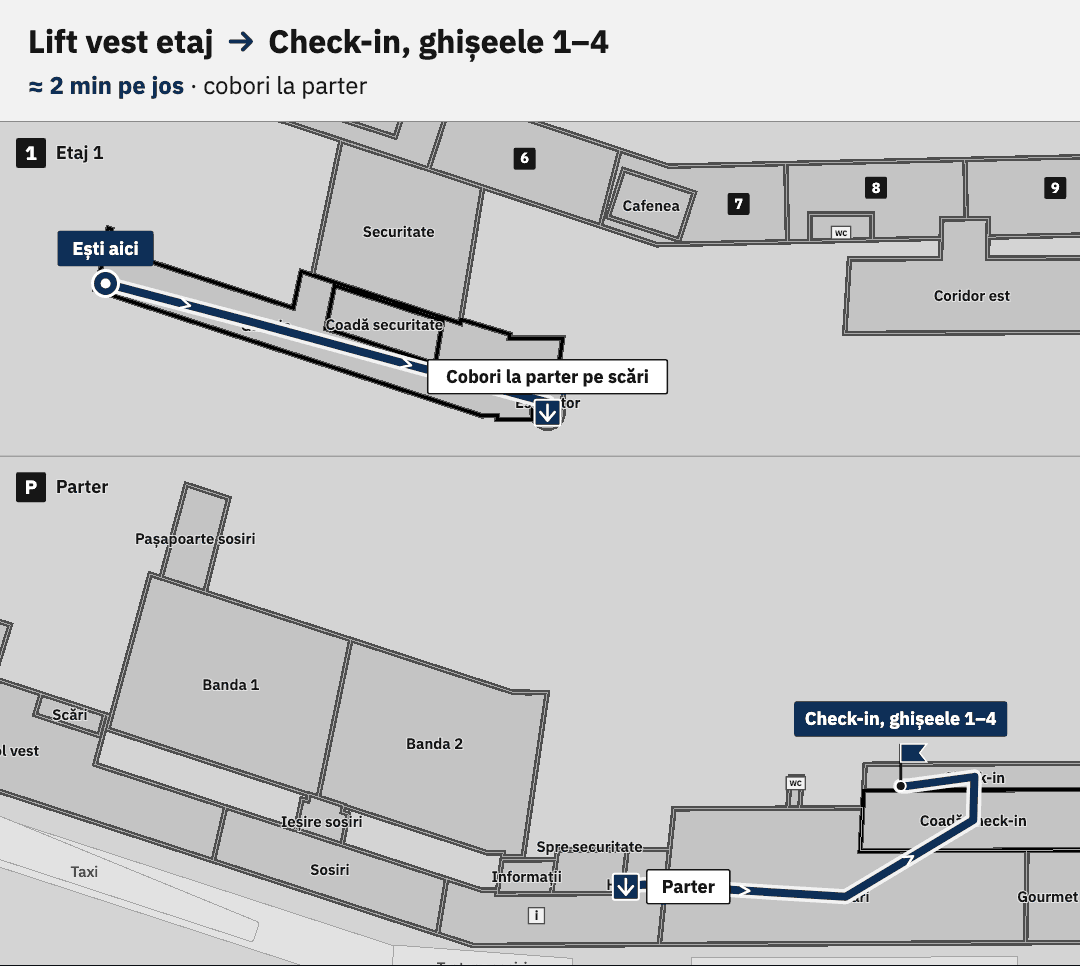 Lift vest etaj → Check-in, ghișeele 1–4
≈ 2 min pe jos · cobori la parter
1 Etaj 1
6
Cafenea
7
8
9
wc
Securitate
Ești aici
Coridor est
Coadă securitate
Cobori la parter pe scări
P Parter
Pașapoarte sosiri
Banda 1
Scări
Banda 2
Check-in, ghișeele 1–4
wc
Ieșire sosiri
Spre securitate
Taxi
Sosiri
Informații
Parter
Gourmet
i